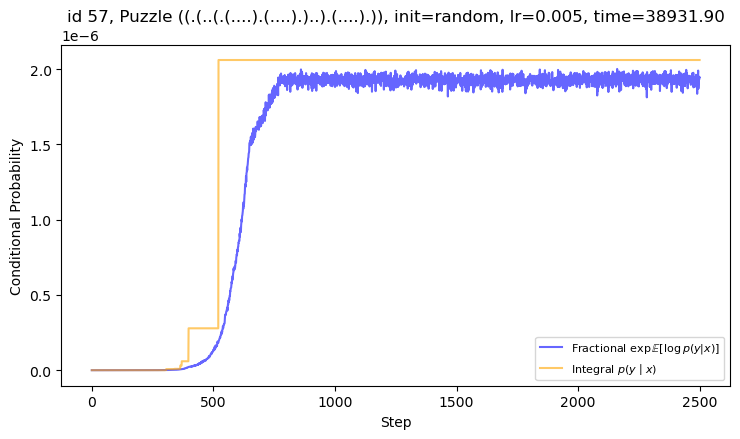 id 57, Puzzle ((.(..(.(....).(....).)..).(....).)), init=random, lr=0.005, time=38931.90
1e−6
2.0
1.5
1.0
0.5
0.0
Conditional Probability
Fractional exp 𝔼[log p(y|x)]
Integral p(y | x)
0 500 1000 1500 2000 2500
Step